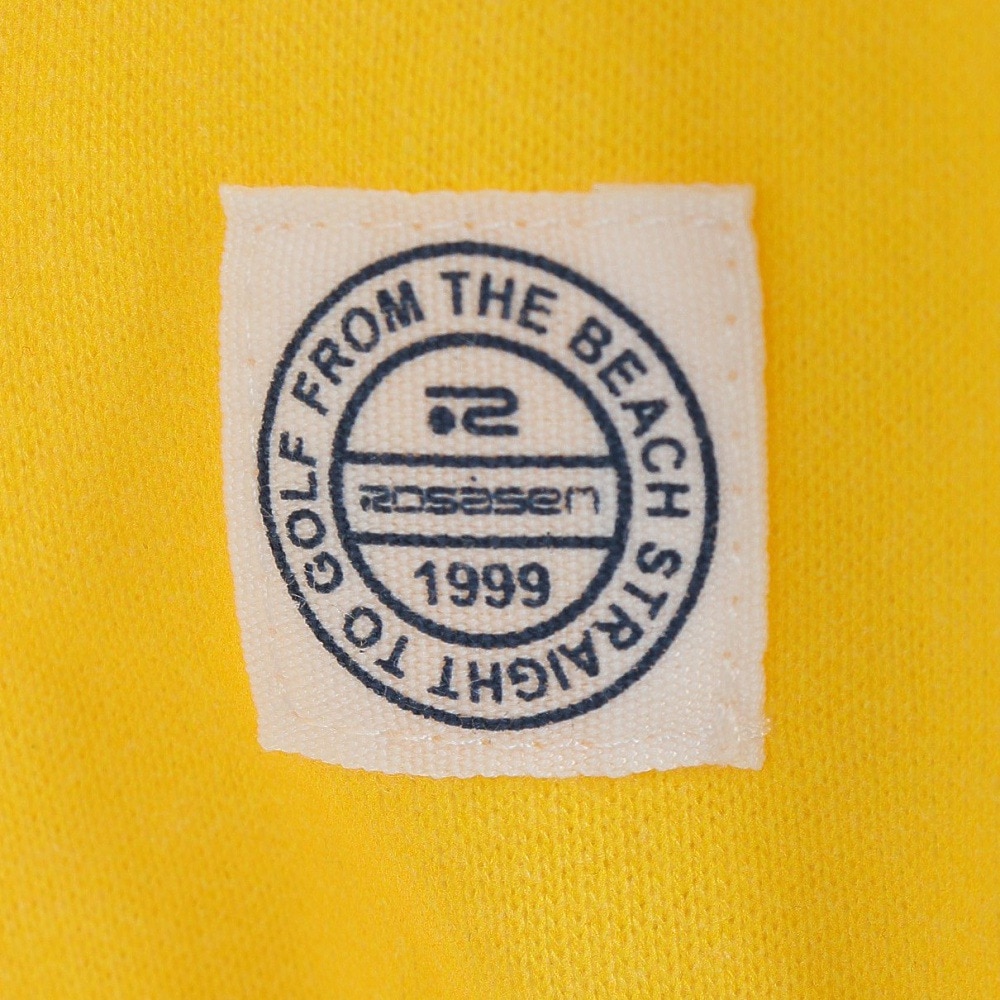 FROM THE BEACH STRAIGHT TO GOLF
R
ROSASEN
1999